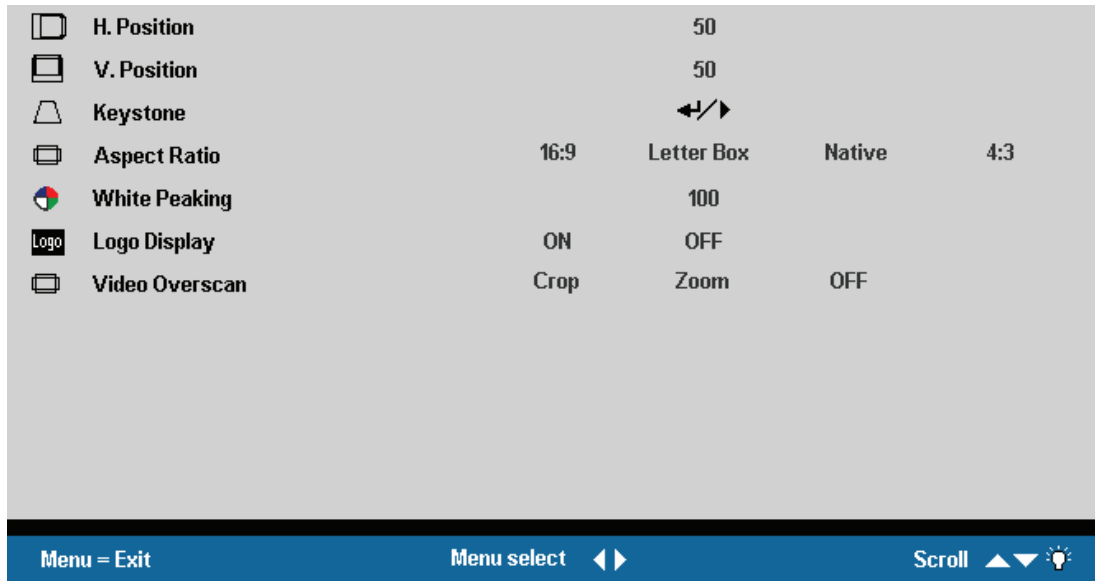 H. Position 50
V. Position 50
Keystone
Aspect Ratio 16:9 Letter Box Native 4:3
White Peaking 100
Logo Logo Display ON OFF
Video Overscan Crop Zoom OFF
Menu = Exit Menu select Scroll